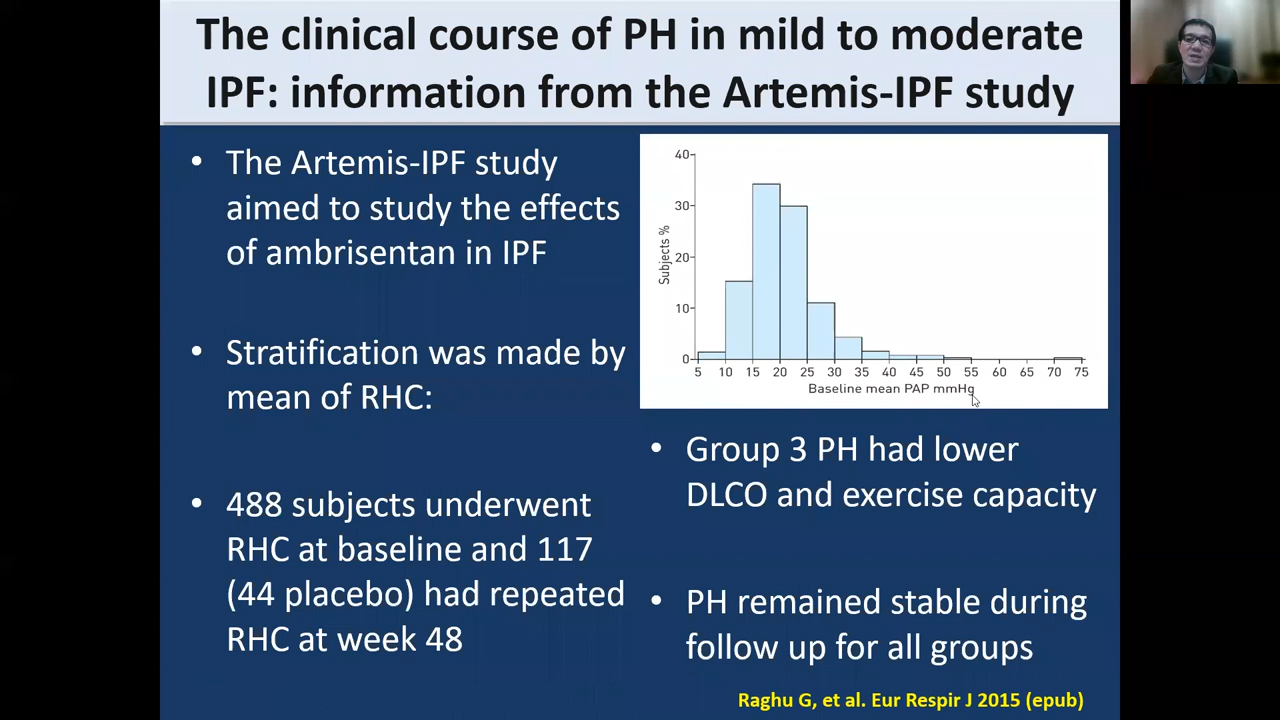 The clinical course of PH in mild to moderate
IPF: information from the Artemis-IPF study
• The Artemis-IPF study
aimed to study the effects
of ambrisentan in IPF
• Stratification was made by
mean of RHC:
• 488 subjects underwent
RHC at baseline and 117
(44 placebo) had repeated
RHC at week 48
40
30
20
10
0
Subjects %
5 10 15 20 25 30 35 40 45 50 55 60 65 70 75
Baseline mean PAP mmHg
• Group 3 PH had lower
DLCO and exercise capacity
• PH remained stable during
follow up for all groups
Raghu G, et al. Eur Respir J 2015 (epub)